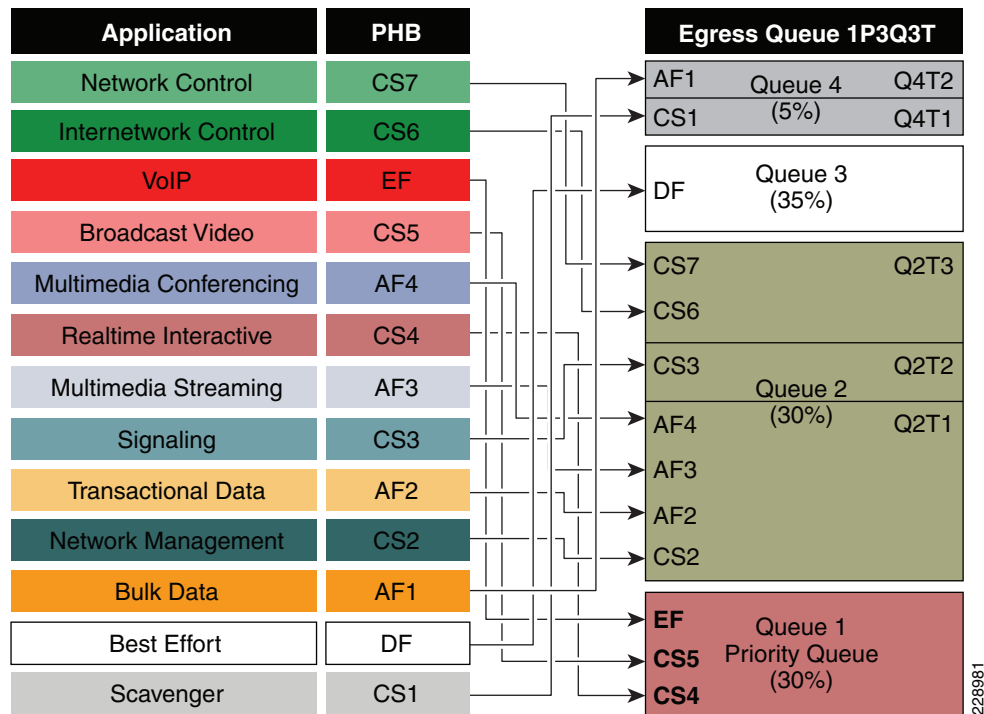 Application PHB
Network Control CS7
Internetwork Control CS6
VoIP EF
Broadcast Video CS5
Multimedia Conferencing AF4
Realtime Interactive CS4
Multimedia Streaming AF3
Signaling CS3
Transactional Data AF2
Network Management CS2
Bulk Data AF1
Best Effort DF
Scavenger CS1
Egress Queue 1P3Q3T
AF1 Queue 4 Q4T2
CS1 (5%) Q4T1
DF Queue 3
(35%)
CS7 Q2T3
CS6
CS3 Q2T2
Queue 2
(30%)
AF4 Q2T1
AF3
AF2
CS2
EF Queue 1
CS5 Priority Queue
CS4 (30%)
228981